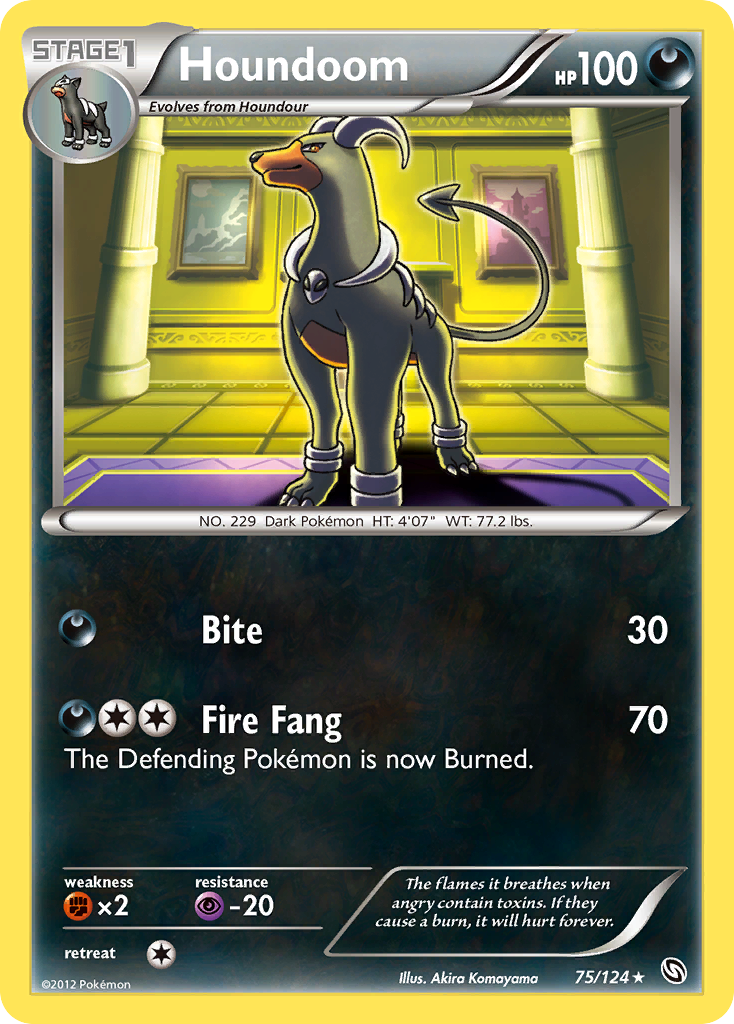 STAGE1
Houndoom
HP100
Evolves from Houndour
NO. 229 Dark Pokémon HT: 4'07" WT: 77.2 lbs.
Bite 30
Fire Fang 70
The Defending Pokémon is now Burned.
weakness resistance
×2 -20
The flames it breathes when
angry contain toxins. If they
cause a burn, it will hurt forever.
retreat
©2012 Pokémon
Illus. Akira Komayama
75/124 ★